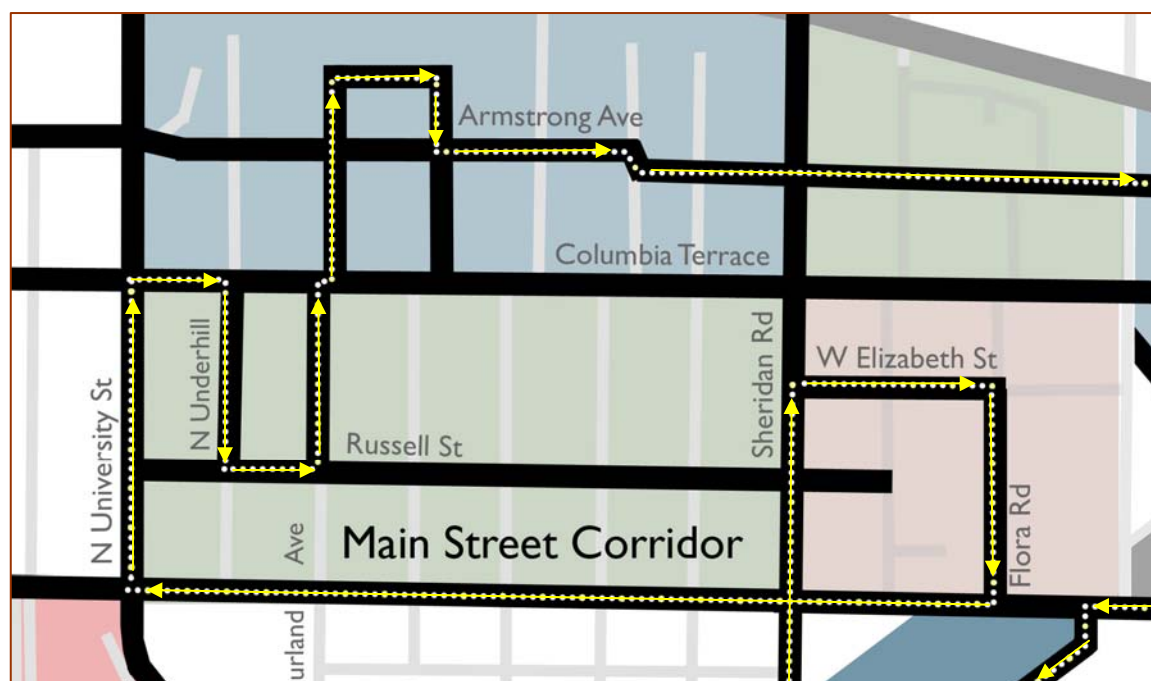 Armstrong Ave
Columbia Terrace
N University St
N Underhill
Russell St
Sheridan Rd
W Elizabeth St
Flora Rd
Main Street Corridor
Ave
urland